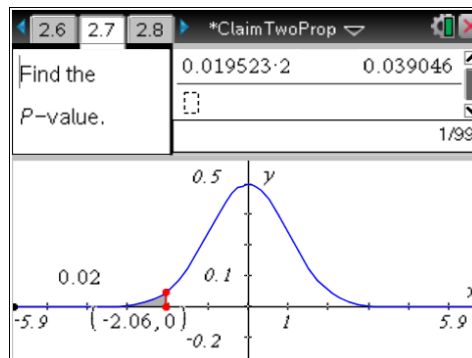 2.6 2.7 2.8 *ClaimTwoProp
Find the
P-value.
0.019523·2 0.039046
1/99
0.5 y
0.02 0.1 x
-5.9 (-2.06,0) 1 5.9
-0.2